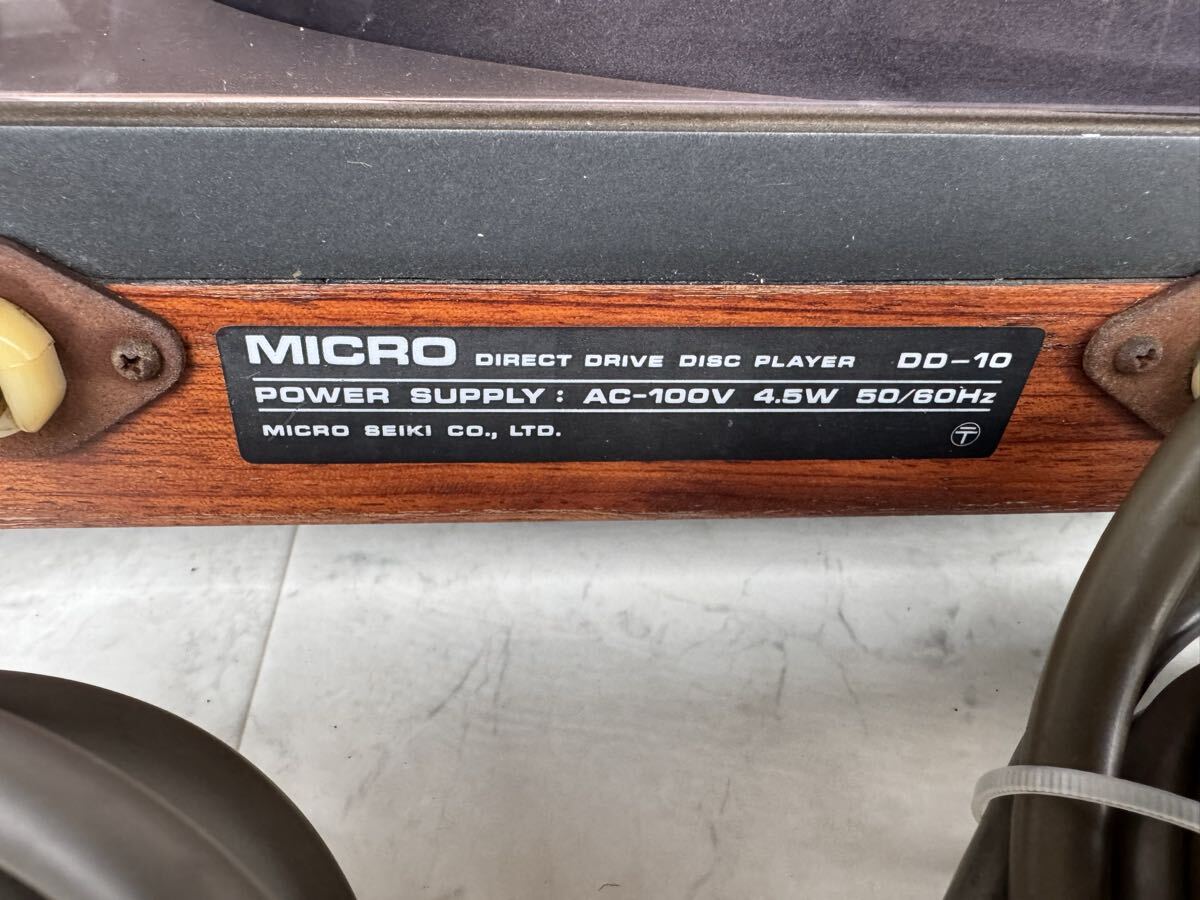 MICRO DIRECT DRIVE DISC PLAYER DD-10
POWER SUPPLY: AC-100V 4.5W 50/60Hz
MICRO SEIKI CO., LTD. 〒